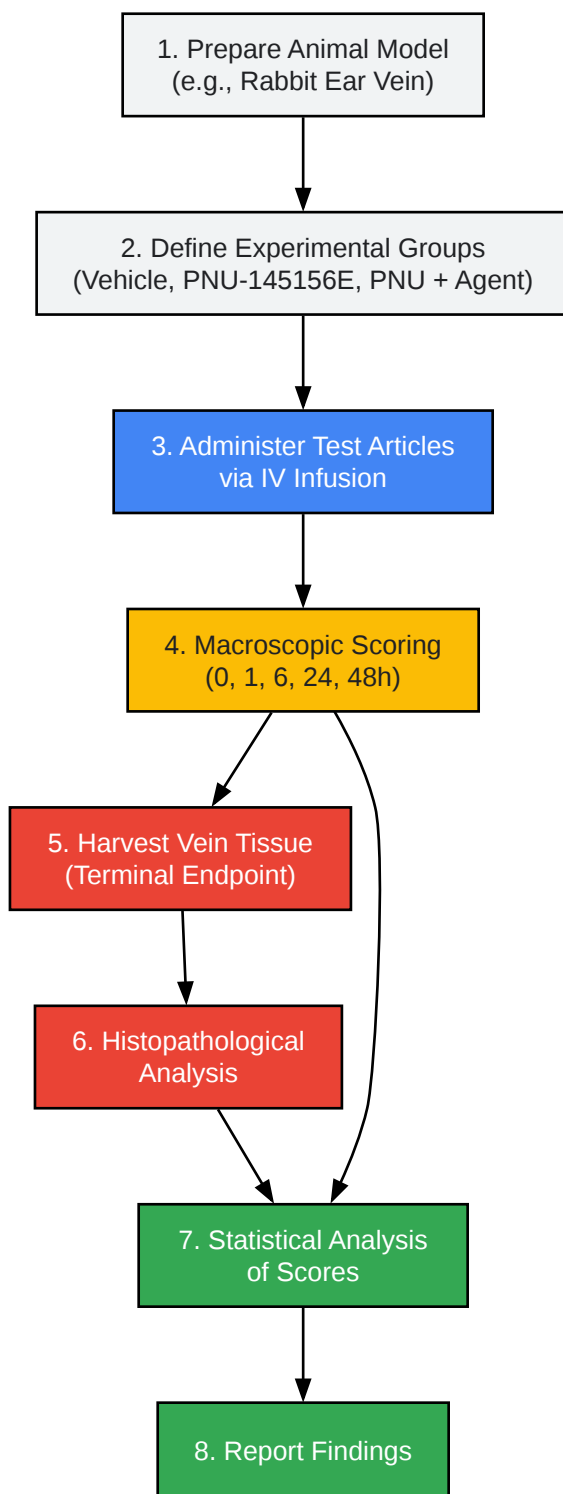 1. Prepare Animal Model
(e.g., Rabbit Ear Vein)
2. Define Experimental Groups
(Vehicle, PNU-145156E, PNU + Agent)
3. Administer Test Articles
via IV Infusion
4. Macroscopic Scoring
(0, 1, 6, 24, 48h)
5. Harvest Vein Tissue
(Terminal Endpoint)
6. Histopathological
Analysis
7. Statistical Analysis
of Scores
8. Report Findings